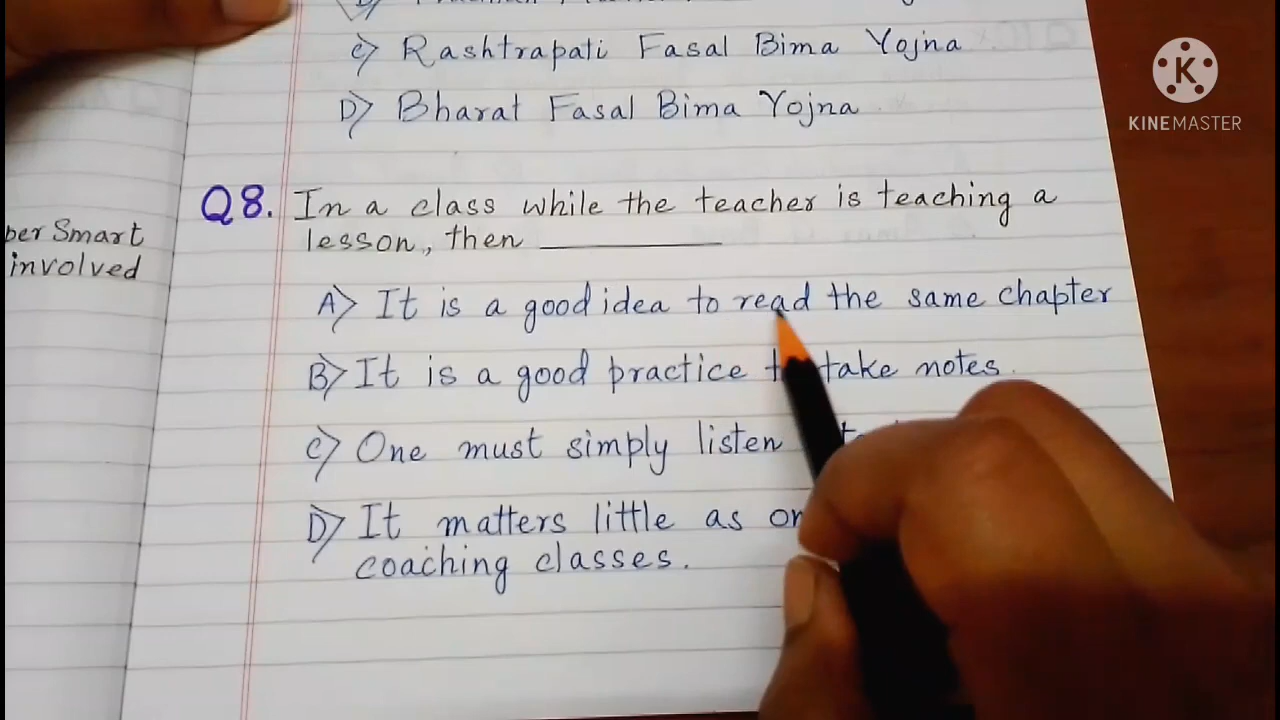 C) Rashtrapati Fasal Bima Yojna
D) Bharat Fasal Bima Yojna
Q8. In a class while the teacher is teaching a
lesson, then
A) It is a good idea to read the same chapter
B) It is a good practice take notes.
C) One must simply listen
D) It matters little as
coaching classes.
per Smart
involved
K
KINEMASTER